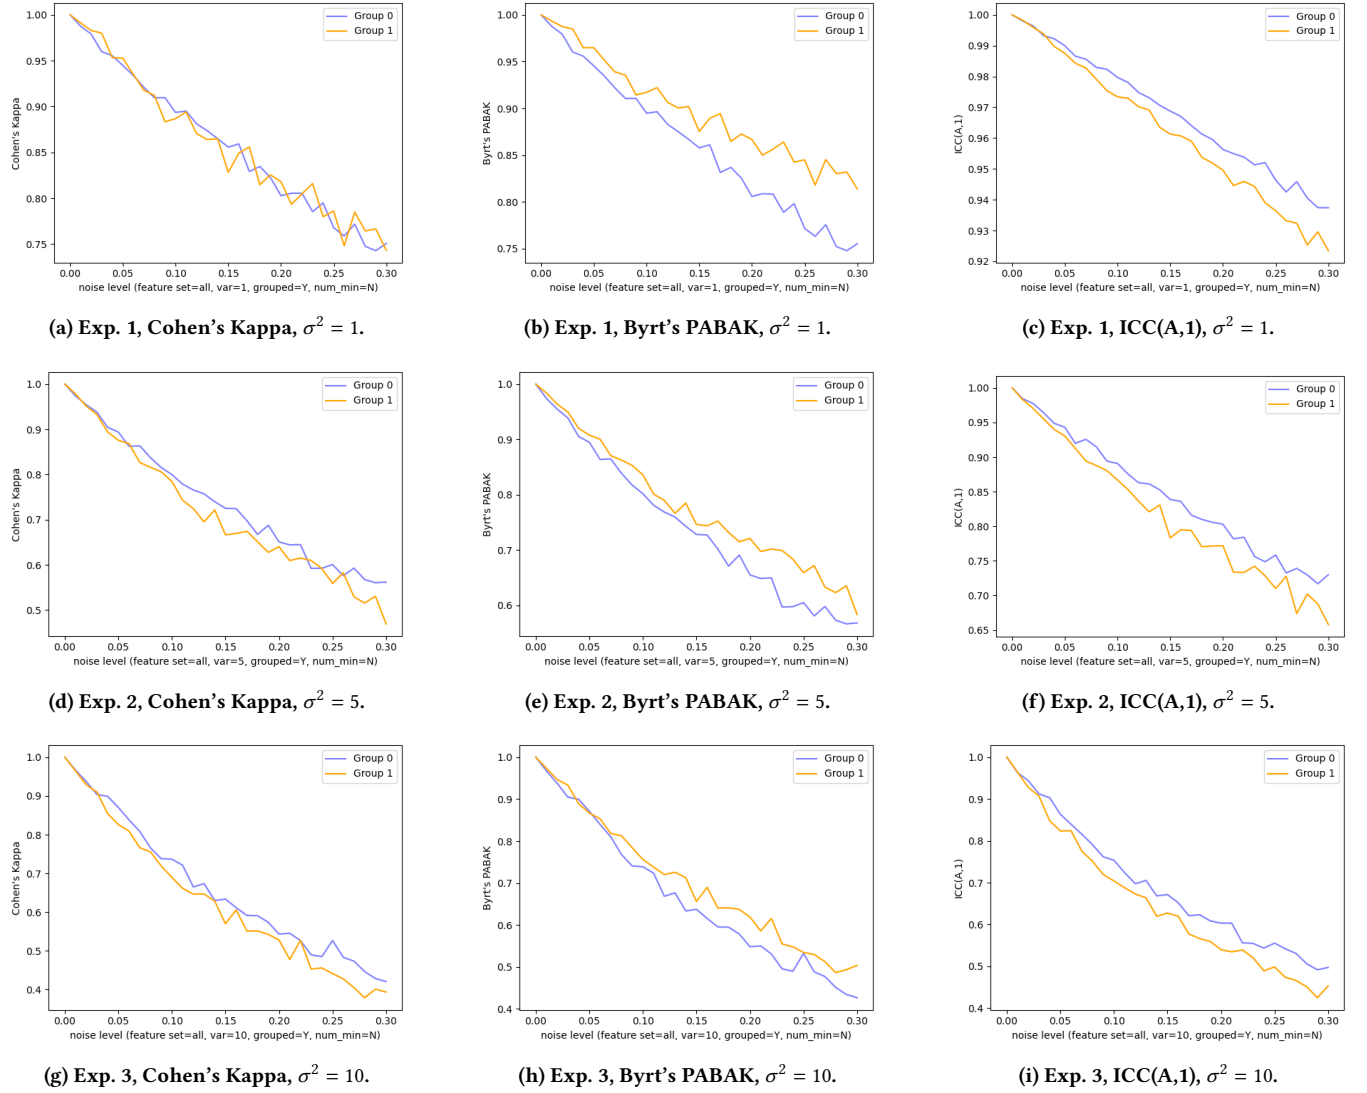 Cohen's Kappa
1.00
0.95
0.90
0.85
0.80
0.75
Group 0
Group 1
0.00 0.05 0.10 0.15 0.20 0.25 0.30
noise level (feature set=all, var=1, grouped=Y, num_min=N)
(a) Exp. 1, Cohen's Kappa, σ² = 1.
Byrt's PABAK
1.00
0.95
0.90
0.85
0.80
0.75
Group 0
Group 1
0.00 0.05 0.10 0.15 0.20 0.25 0.30
noise level (feature set=all, var=1, grouped=Y, num_min=N)
(b) Exp. 1, Byrt's PABAK, σ² = 1.
ICC(A,1)
1.00
0.99
0.98
0.97
0.96
0.95
0.94
0.93
0.92
Group 0
Group 1
0.00 0.05 0.10 0.15 0.20 0.25 0.30
noise level (feature set=all, var=1, grouped=Y, num_min=N)
(c) Exp. 1, ICC(A,1), σ² = 1.
Cohen's Kappa
1.0
0.9
0.8
0.7
0.6
0.5
Group 0
Group 1
0.00 0.05 0.10 0.15 0.20 0.25 0.30
noise level (feature set=all, var=5, grouped=Y, num_min=N)
(d) Exp. 2, Cohen's Kappa, σ² = 5.
Byrt's PABAK
1.0
0.9
0.8
0.7
0.6
Group 0
Group 1
0.00 0.05 0.10 0.15 0.20 0.25 0.30
noise level (feature set=all, var=5, grouped=Y, num_min=N)
(e) Exp. 2, Byrt's PABAK, σ² = 5.
ICC(A,1)
1.00
0.95
0.90
0.85
0.80
0.75
0.70
0.65
Group 0
Group 1
0.00 0.05 0.10 0.15 0.20 0.25 0.30
noise level (feature set=all, var=5, grouped=Y, num_min=N)
(f) Exp. 2, ICC(A,1), σ² = 5.
Cohen's Kappa
1.0
0.9
0.8
0.7
0.6
0.5
0.4
Group 0
Group 1
0.00 0.05 0.10 0.15 0.20 0.25 0.30
noise level (feature set=all, var=10, grouped=Y, num_min=N)
(g) Exp. 3, Cohen's Kappa, σ² = 10.
Byrt's PABAK
1.0
0.9
0.8
0.7
0.6
0.5
0.4
Group 0
Group 1
0.00 0.05 0.10 0.15 0.20 0.25 0.30
noise level (feature set=all, var=10, grouped=Y, num_min=N)
(h) Exp. 3, Byrt's PABAK, σ² = 10.
ICC(A,1)
1.0
0.9
0.8
0.7
0.6
0.5
0.4
Group 0
Group 1
0.00 0.05 0.10 0.15 0.20 0.25 0.30
noise level (feature set=all, var=10, grouped=Y, num_min=N)
(i) Exp. 3, ICC(A,1), σ² = 10.